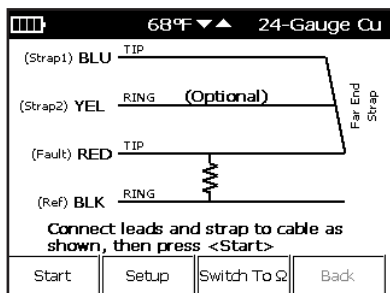 68°F ▼▲ 24-Gauge Cu
(Strap1) BLU TIP
(Strap2) YEL RING (Optional)
(Fault) RED TIP
(Ref) BLK RING
Far End
Strap
Connect leads and strap to cable as
shown, then press <Start>
Start Setup Switch To Ω Back